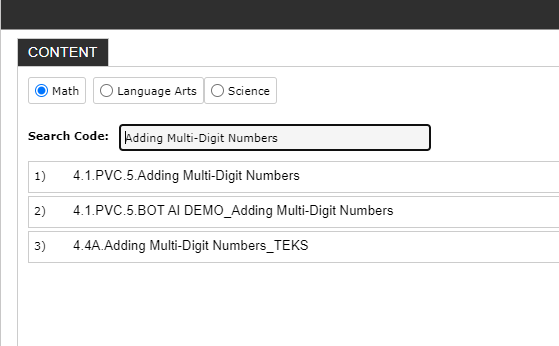 CONTENT
Math Language Arts Science
Search Code: Adding Multi-Digit Numbers
1) 4.1.PVC.5.Adding Multi-Digit Numbers
2) 4.1.PVC.5.BOT AI DEMO_Adding Multi-Digit Numbers
3) 4.4A.Adding Multi-Digit Numbers_TEKS